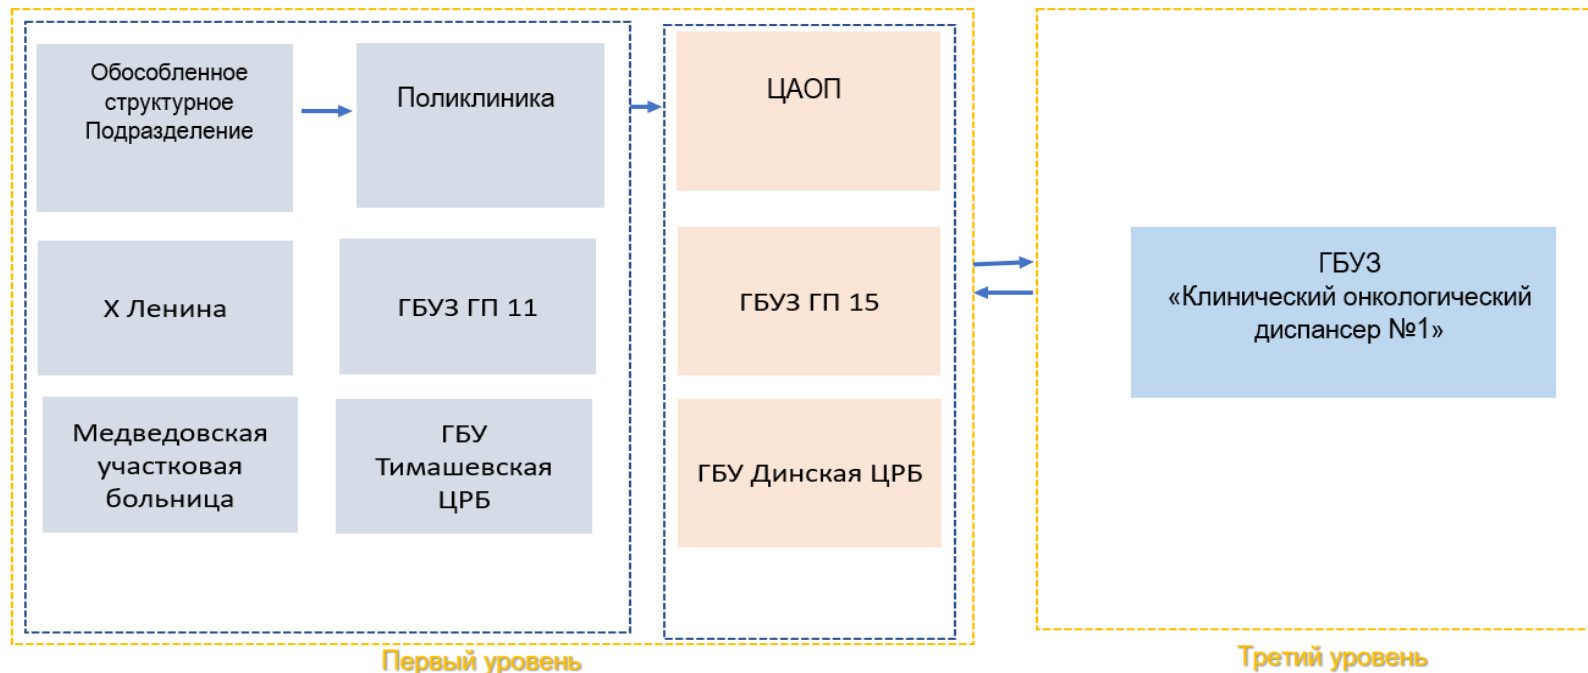 Обособленное
структурное
Подразделение
Поликлиника
ЦАОП
Х Ленина
ГБУЗ ГП 11
ГБУЗ ГП 15
ГБУЗ
«Клинический онкологический
диспансер №1»
Медведовская
участковая
больница
ГБУ
Тимашевская
ЦРБ
ГБУ Динская ЦРБ
Первый уровень
Третий уровень